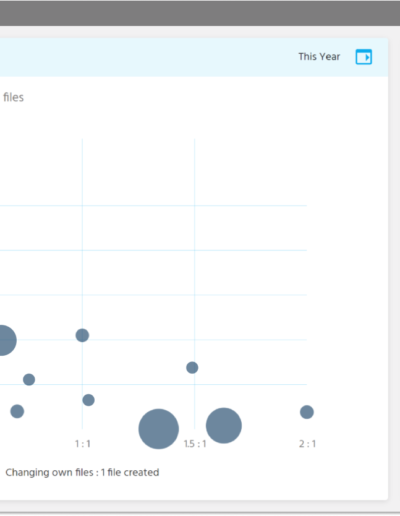 This Year
files
1 : 1
1.5 : 1
2 : 1
Changing own files : 1 file created